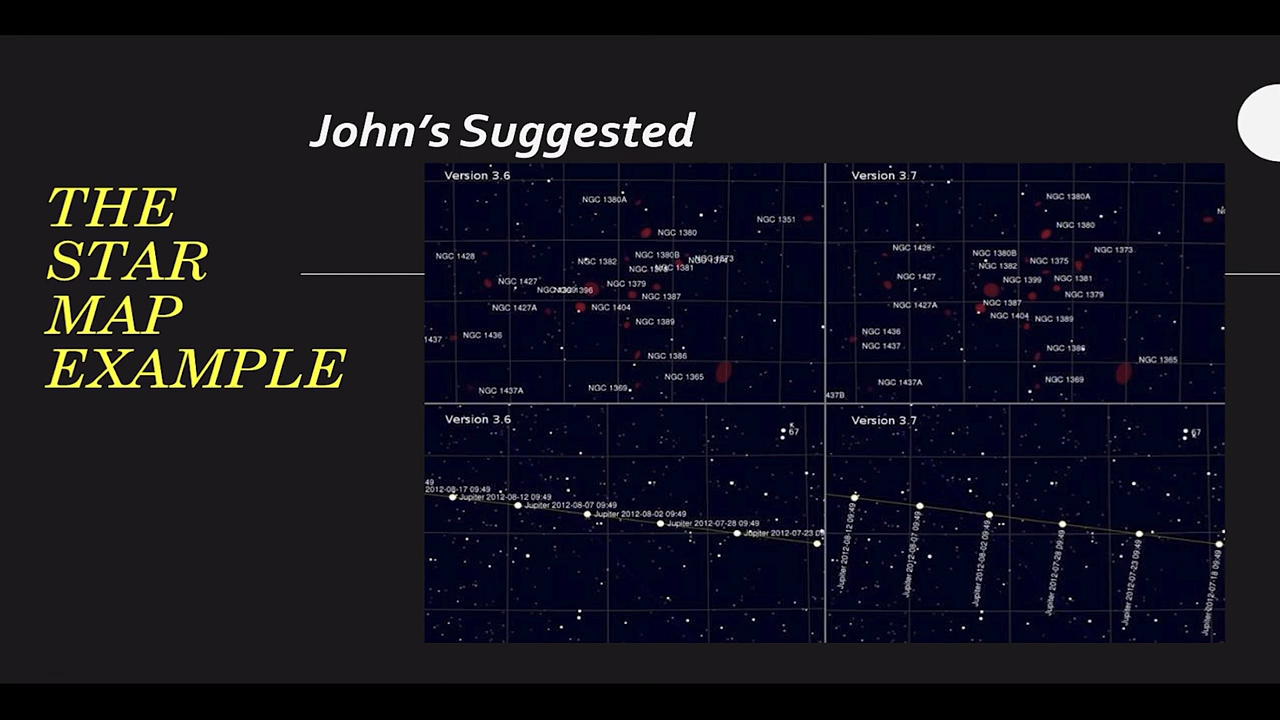 John's Suggested
THE
STAR
MAP
EXAMPLE
Version 3.6
NGC 1380A
NGC 1351
NGC 1380
NGC 1428
NGC 1382
NGC 1380B
NGC 1381
NGC 1427
NGC 1379
NGC 1387
NGC 1427A
NGC 1404
NGC 1389
1437
NGC 1436
NGC 1386
NGC 1365
NGC 1437A
NGC 1369
Version 3.7
NGC 1380A
NGC 1380
NGC 1428
NGC 1380B
NGC 1373
NGC 1382
NGC 1375
NGC 1427
NGC 1399
NGC 1381
NGC 1379
NGC 1427A
NGC 1387
NGC 1404
NGC 1389
NGC 1436
NGC 1437
NGC 1386
NGC 1365
NGC 1437A
NGC 1369
437B
Version 3.6
67
49
2012-08-17 09:49
Jupiter 2012-08-12 09:49
Jupiter 2012-08-07 09:49
Jupiter 2012-08-02 09:49
Jupiter 2012-07-28 09:49
Jupiter 2012-07-23 09
Version 3.7
67
Jupiter 2012-08-12 09:49
Jupiter 2012-08-07 09:49
Jupiter 2012-08-02 09:49
Jupiter 2012-07-28 09:49
Jupiter 2012-07-23 09:49
Jupiter 2012-07-18 09:49